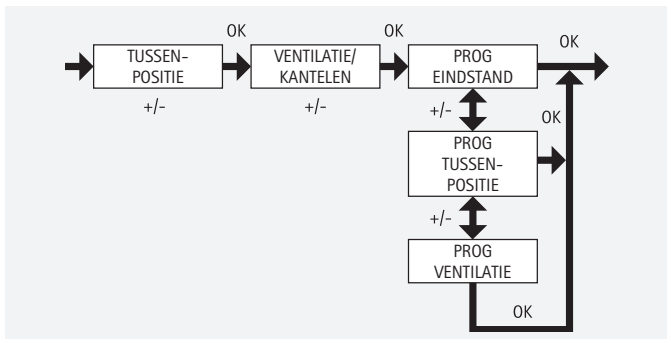 OK
OK
OK
TUSSEN-
POSITIE
VENTILATIE/
KANTELEN
PROG
EINDSTAND
+/-
+/-
+/-
OK
PROG
TUSSEN-
POSITIE
+/-
PROG
VENTILATIE
OK